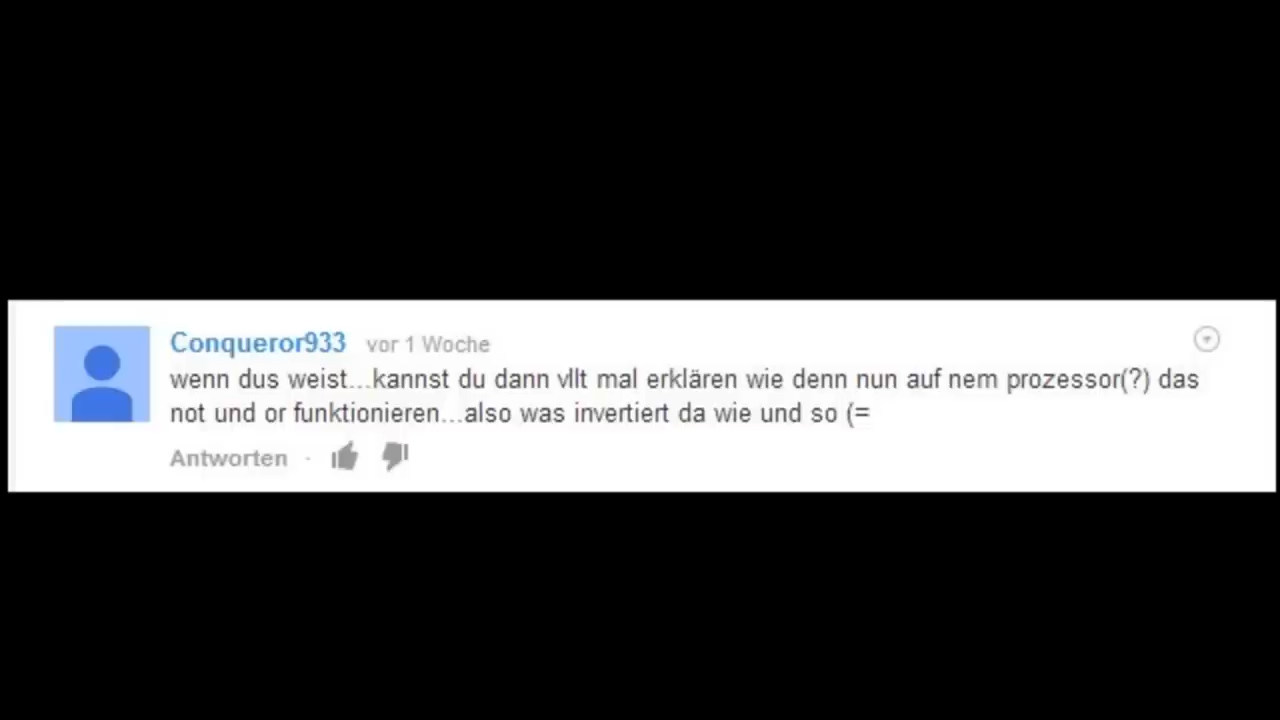 Conqueror933 vor 1 Woche
wenn dus weist...kannst du dann vllt mal erklären wie denn nun auf nem prozessor(?) das
not und or funktionieren...also was invertiert da wie und so (=
Antworten ·